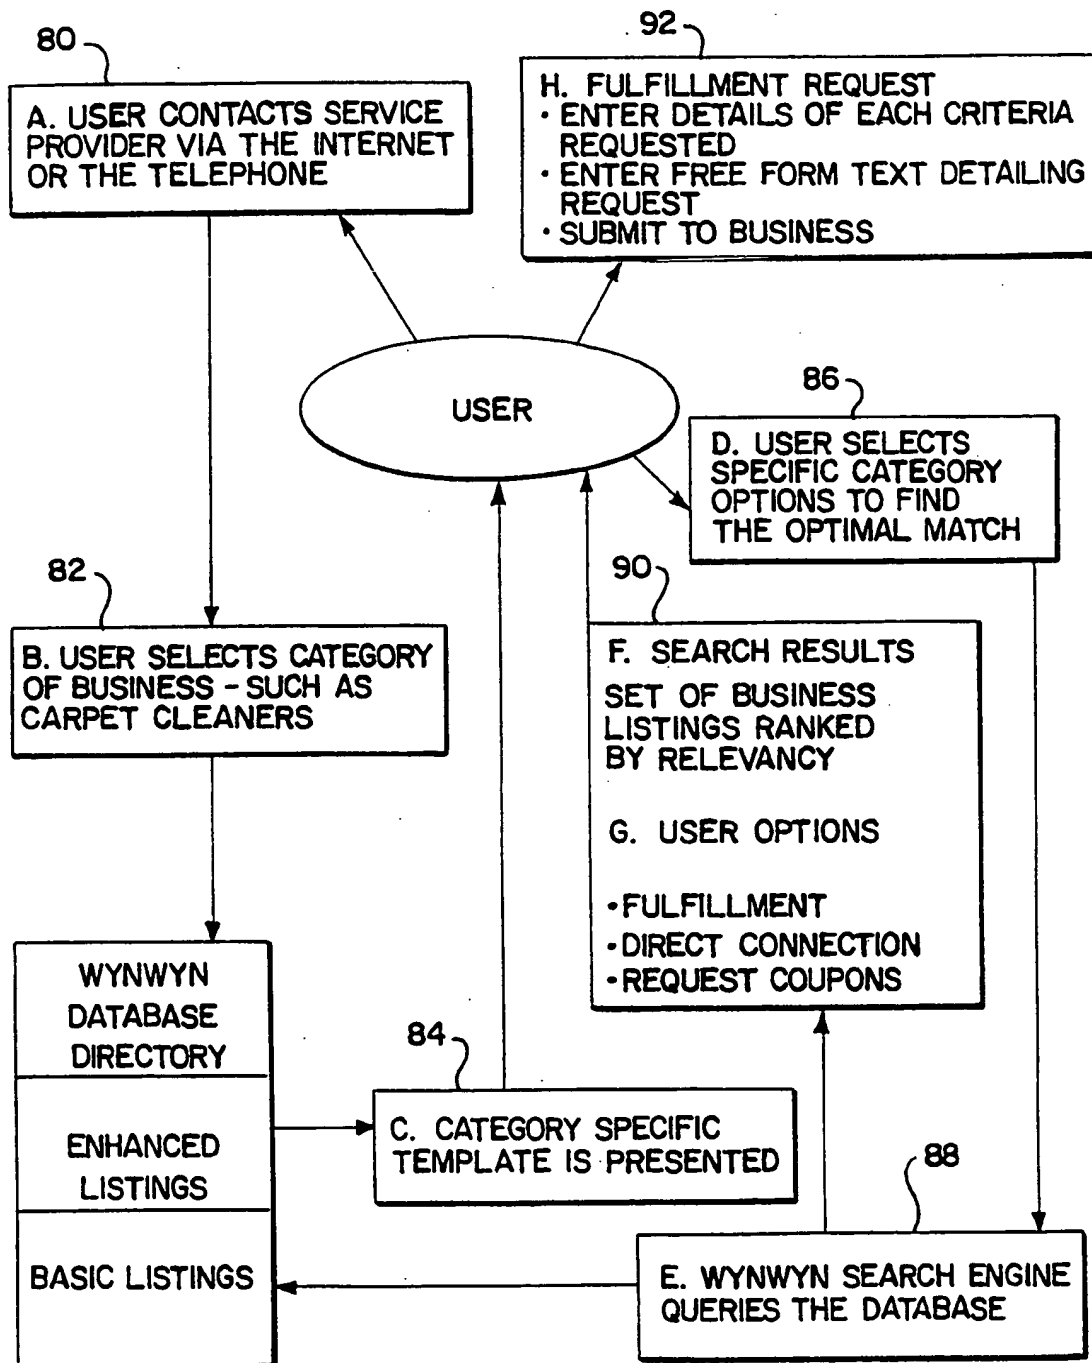 80
A. USER CONTACTS SERVICE
PROVIDER VIA THE INTERNET
OR THE TELEPHONE
92
H. FULFILLMENT REQUEST
• ENTER DETAILS OF EACH CRITERIA
REQUESTED
• ENTER FREE FORM TEXT DETAILING
REQUEST
• SUBMIT TO BUSINESS
USER
86
D. USER SELECTS
SPECIFIC CATEGORY
OPTIONS TO FIND
THE OPTIMAL MATCH
82
B. USER SELECTS CATEGORY
OF BUSINESS - SUCH AS
CARPET CLEANERS
90
F. SEARCH RESULTS
SET OF BUSINESS
LISTINGS RANKED
BY RELEVANCY
G. USER OPTIONS
• FULFILLMENT
• DIRECT CONNECTION
• REQUEST COUPONS
WYNWYN
DATABASE
DIRECTORY
ENHANCED
LISTINGS
BASIC LISTINGS
84
C. CATEGORY SPECIFIC
TEMPLATE IS PRESENTED
88
E. WYNWYN SEARCH ENGINE
QUERIES THE DATABASE